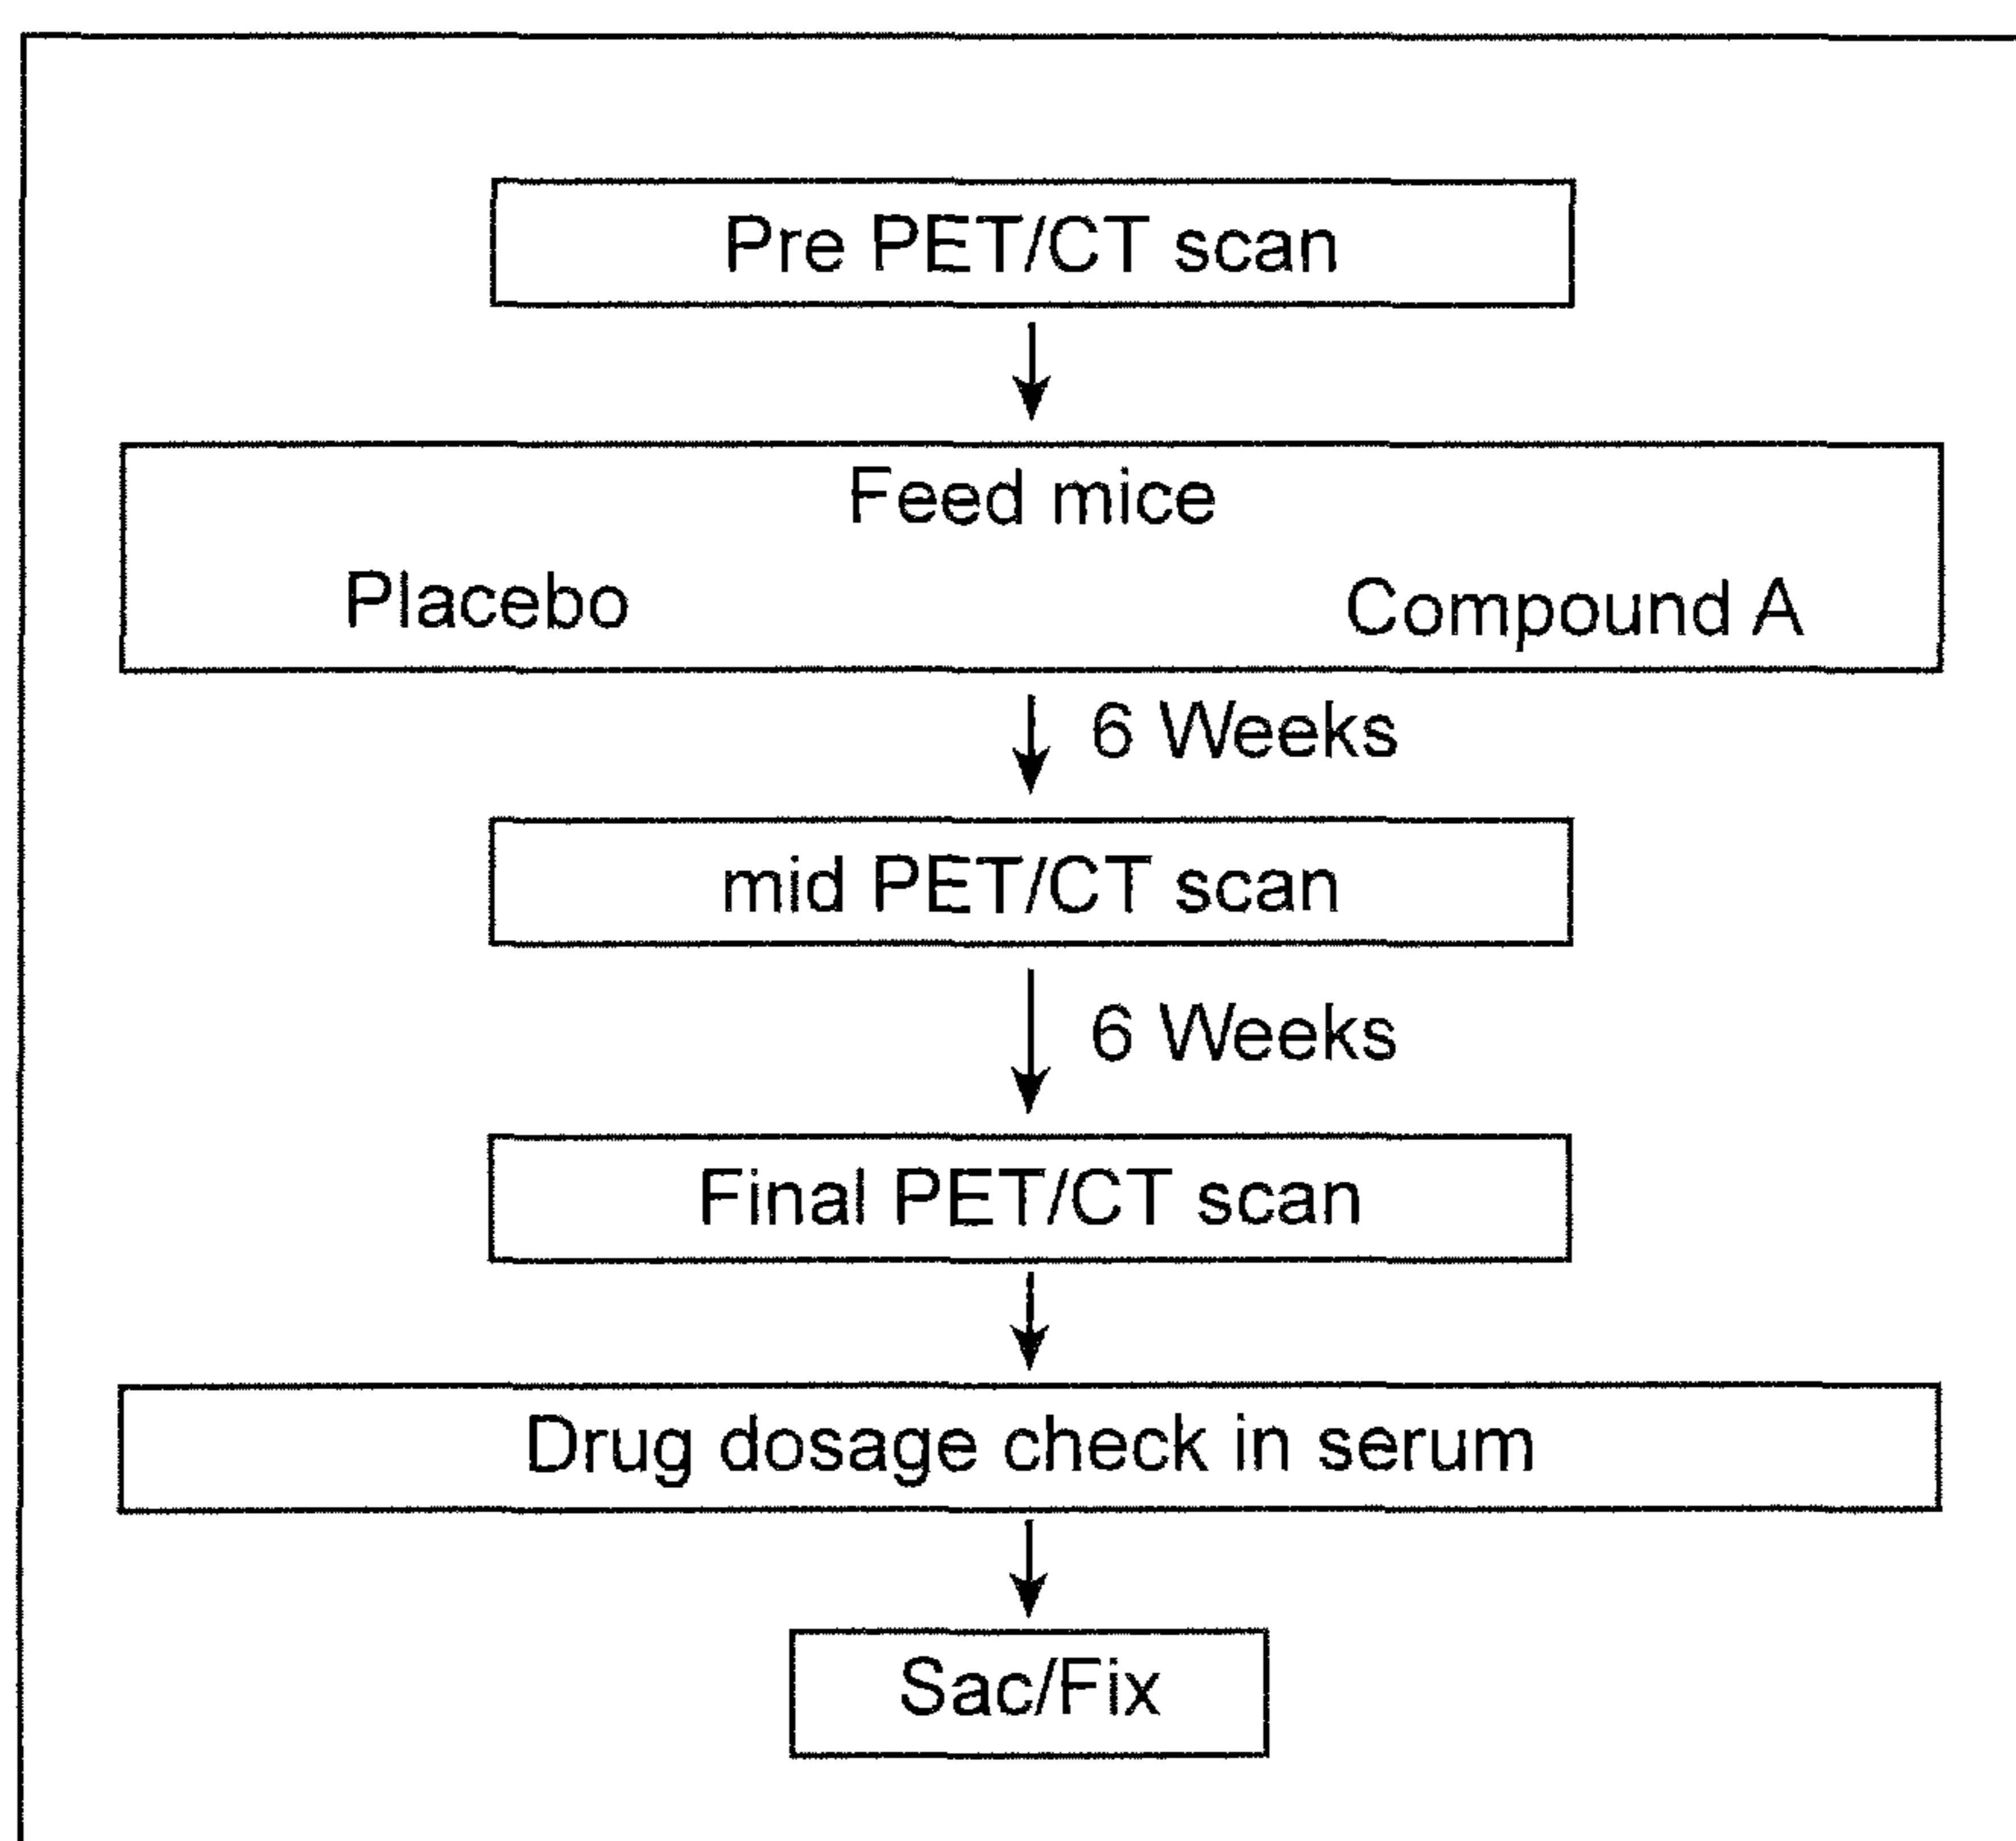 Pre PET/CT scan
Feed mice
Placebo Compound A
6 Weeks
mid PET/CT scan
6 Weeks
Final PET/CT scan
Drug dosage check in serum
Sac/Fix